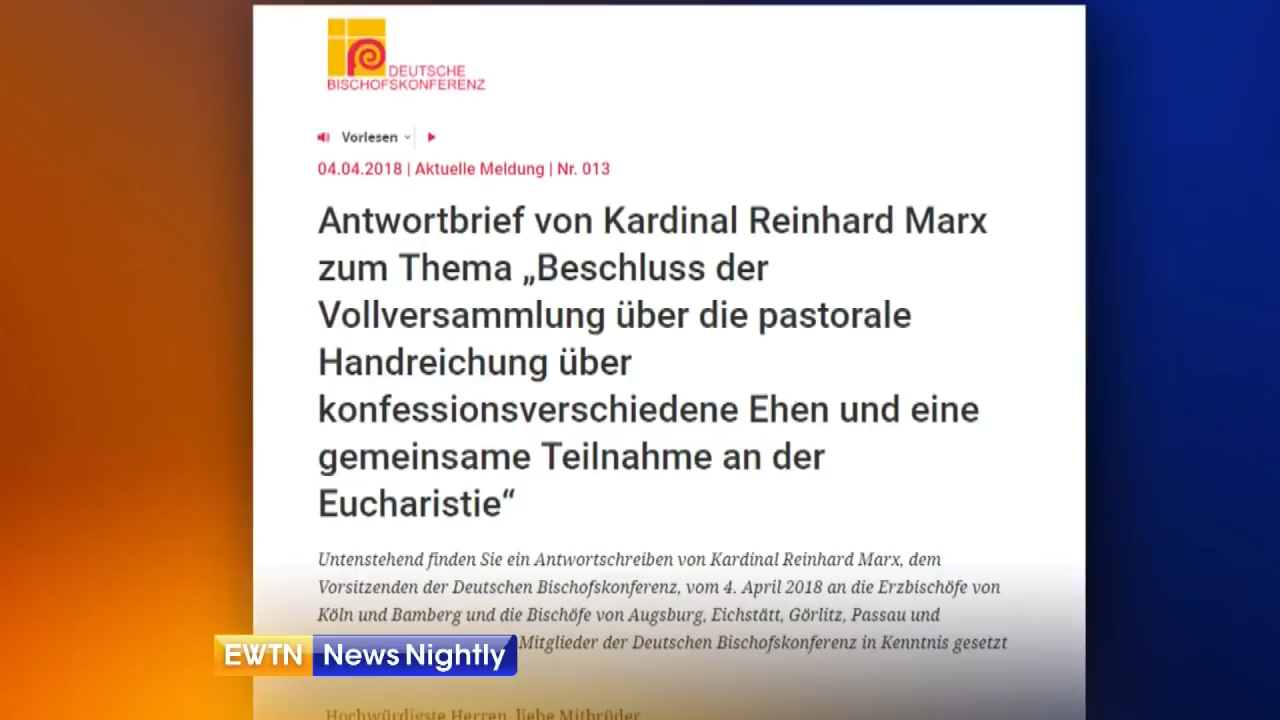 DEUTSCHE
BISCHOFSKONFERENZ
Vorlesen
04.04.2018 | Aktuelle Meldung | Nr. 013
Antwortbrief von Kardinal Reinhard Marx
zum Thema „Beschluss der
Vollversammlung über die pastorale
Handreichung über
konfessionsverschiedene Ehen und eine
gemeinsame Teilnahme an der
Eucharistie“
Untenstehend finden Sie ein Antwortschreiben von Kardinal Reinhard Marx, dem
Vorsitzenden der Deutschen Bischofskonferenz, vom 4. April 2018 an die Erzbischöfe von
Köln und Bamberg und die Bischöfe von Augsburg, Eichstätt, Görlitz, Passau und
Mitglieder der Deutschen Bischofskonferenz in Kenntnis gesetzt
EWTN News Nightly
Hochwürdigste Herren, liebe Mitbrüder